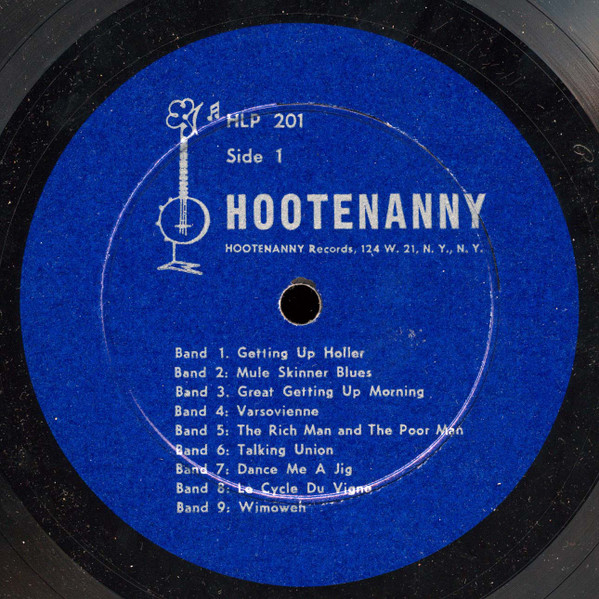 HLP 201
Side 1
HOOTENANNY
HOOTENANNY Records, 124 W. 21, N. Y., N. Y.
Band 1. Getting Up Holler
Band 2: Mule Skinner Blues
Band 3. Great Getting Up Morning
Band 4: Varsovienne
Band 5: The Rich Man and The Poor Man
Band 6: Talking Union
Band 7: Dance Me A Jig
Band 8: Le Cycle Du Vigne
Band 9: Wimoweh